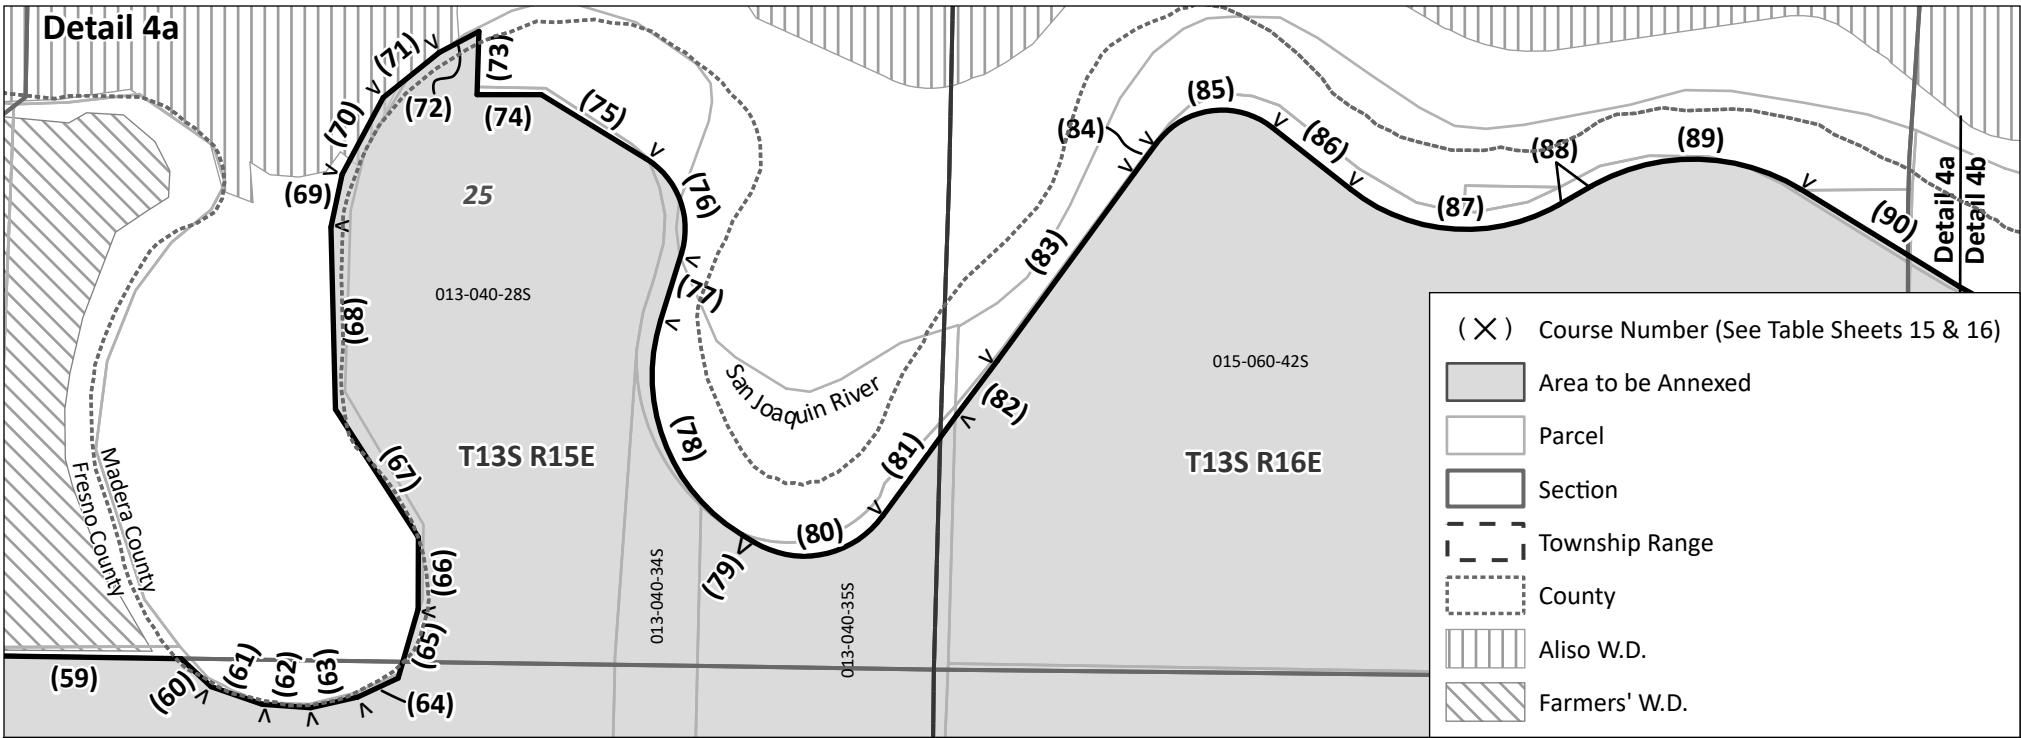 Detail 4a
(71)
(73)
(72)
(74)
(75)
(70)
(69)
25
(76)
(77)
(68)
013-040-28S
(67)
T13S R15E
(78)
San Joaquin River
(66)
(65)
(79)
(80)
(81)
(82)
(83)
(84)
(85)
(86)
(87)
(88)
(89)
(90)
Detail 4a
Detail 4b
015-060-42S
T13S R16E
Madera County
Fresno County
(59)
(60)
(61)
(62)
(63)
(64)
013-040-34S
013-040-35S
(X) Course Number (See Table Sheets 15 & 16)
Area to be Annexed
Parcel
Section
Township Range
County
Aliso W.D.
Farmers' W.D.